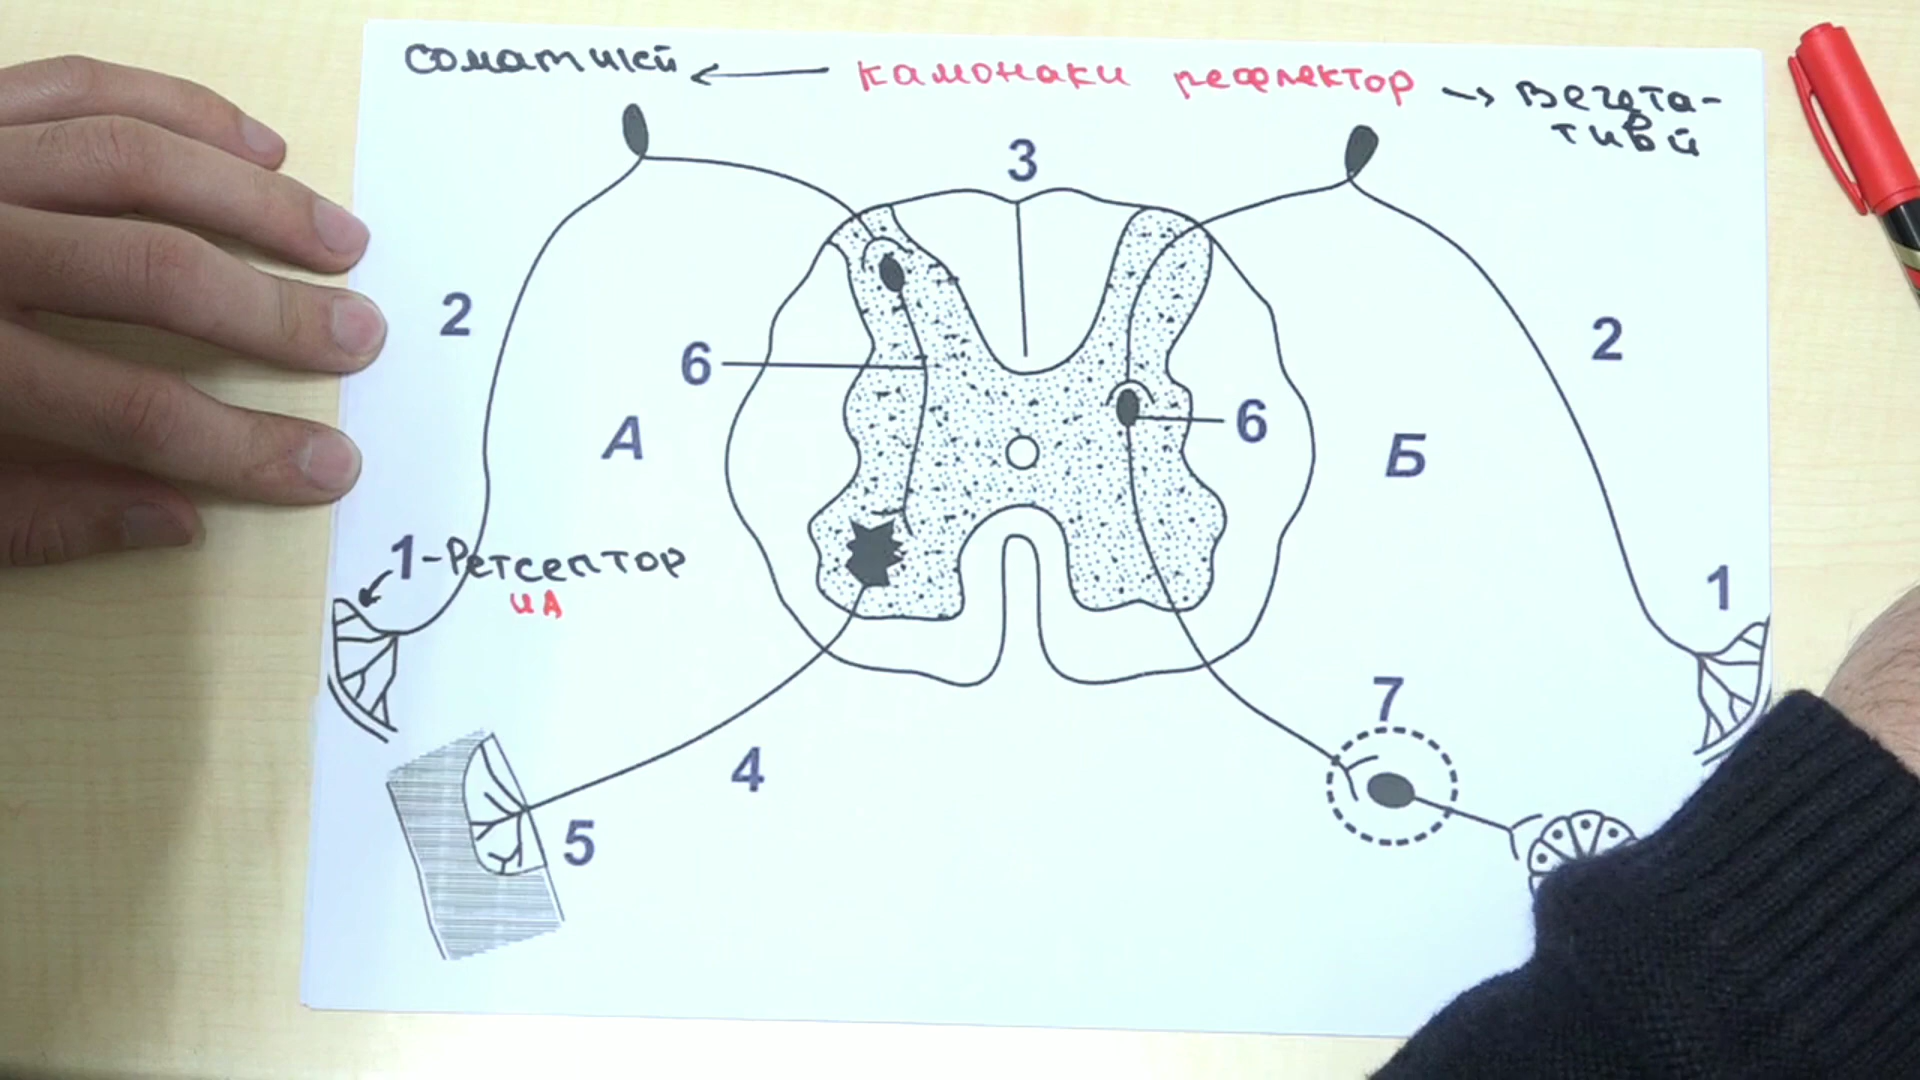 соматикӣ ← камонаки рефлектор → вегета-
тивӣ
3
2
2
6
6
А
Б
1-Ретсептор
иА
1
7
4
5